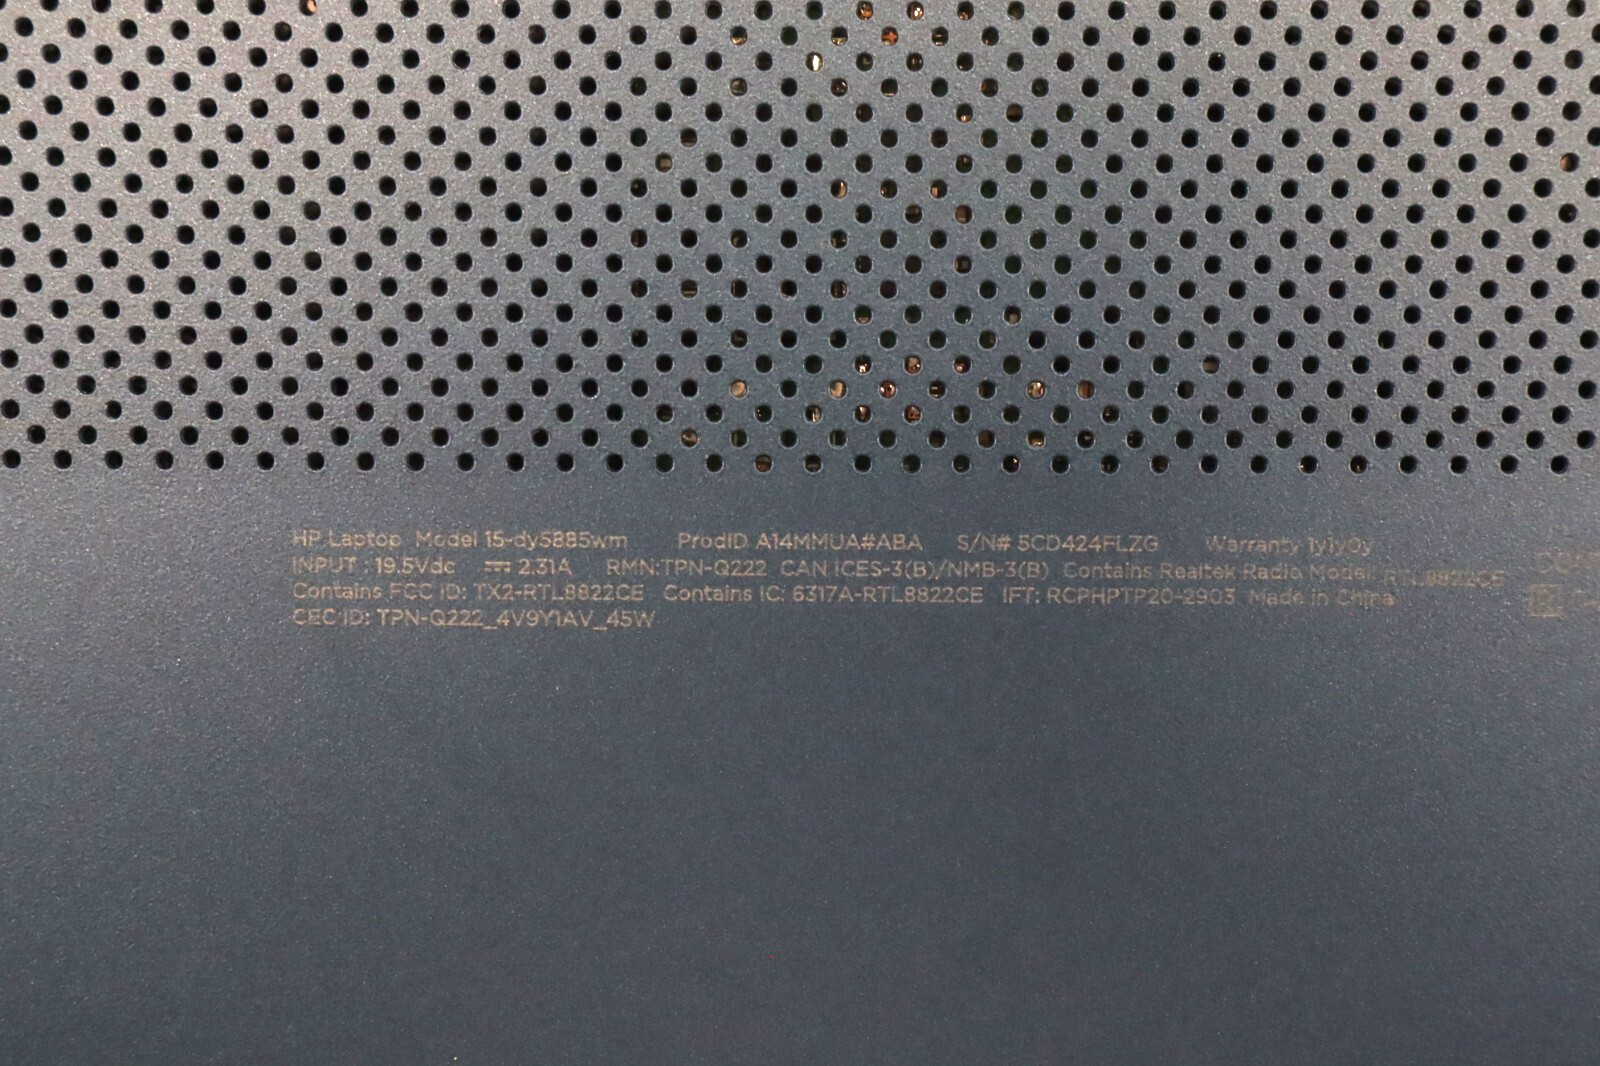 HP Laptop Model 15-dy5885wm ProdID A14MMUA#ABA S/N# 5CD424FLZG Warranty 1y1y0y
INPUT : 19.5Vdc ⎓ 2.31A RMN:TPN-Q222 CAN ICES-3(B)/NMB-3(B) Contains Realtek Radio Model: RTL8822CE
Contains FCC ID: TX2-RTL8822CE Contains IC: 6317A-RTL8822CE IFT: RCPHPTP20-2903 Made in China
CEC ID: TPN-Q222_4V9Y1AV_45W